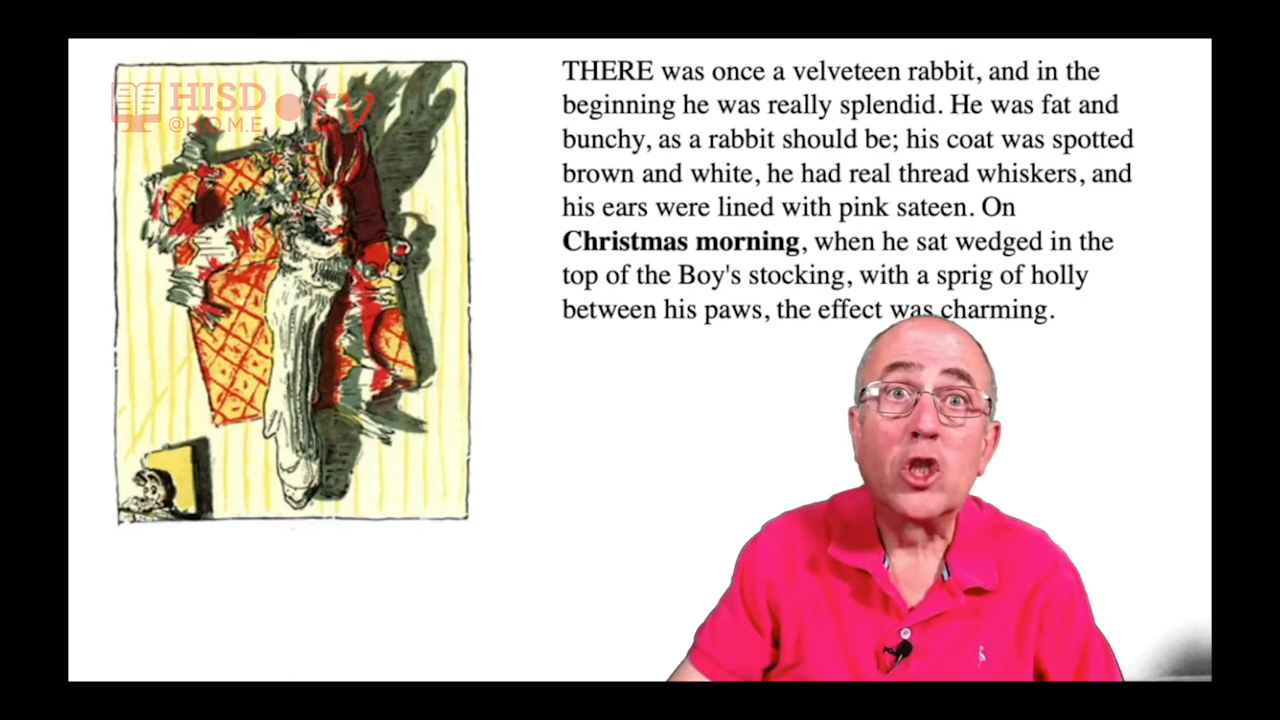 HISD
@H.O.M.E.
TV
THERE was once a velveteen rabbit, and in the
beginning he was really splendid. He was fat and
bunchy, as a rabbit should be; his coat was spotted
brown and white, he had real thread whiskers, and
his ears were lined with pink sateen. On
Christmas morning, when he sat wedged in the
top of the Boy's stocking, with a sprig of holly
between his paws, the effect was charming.